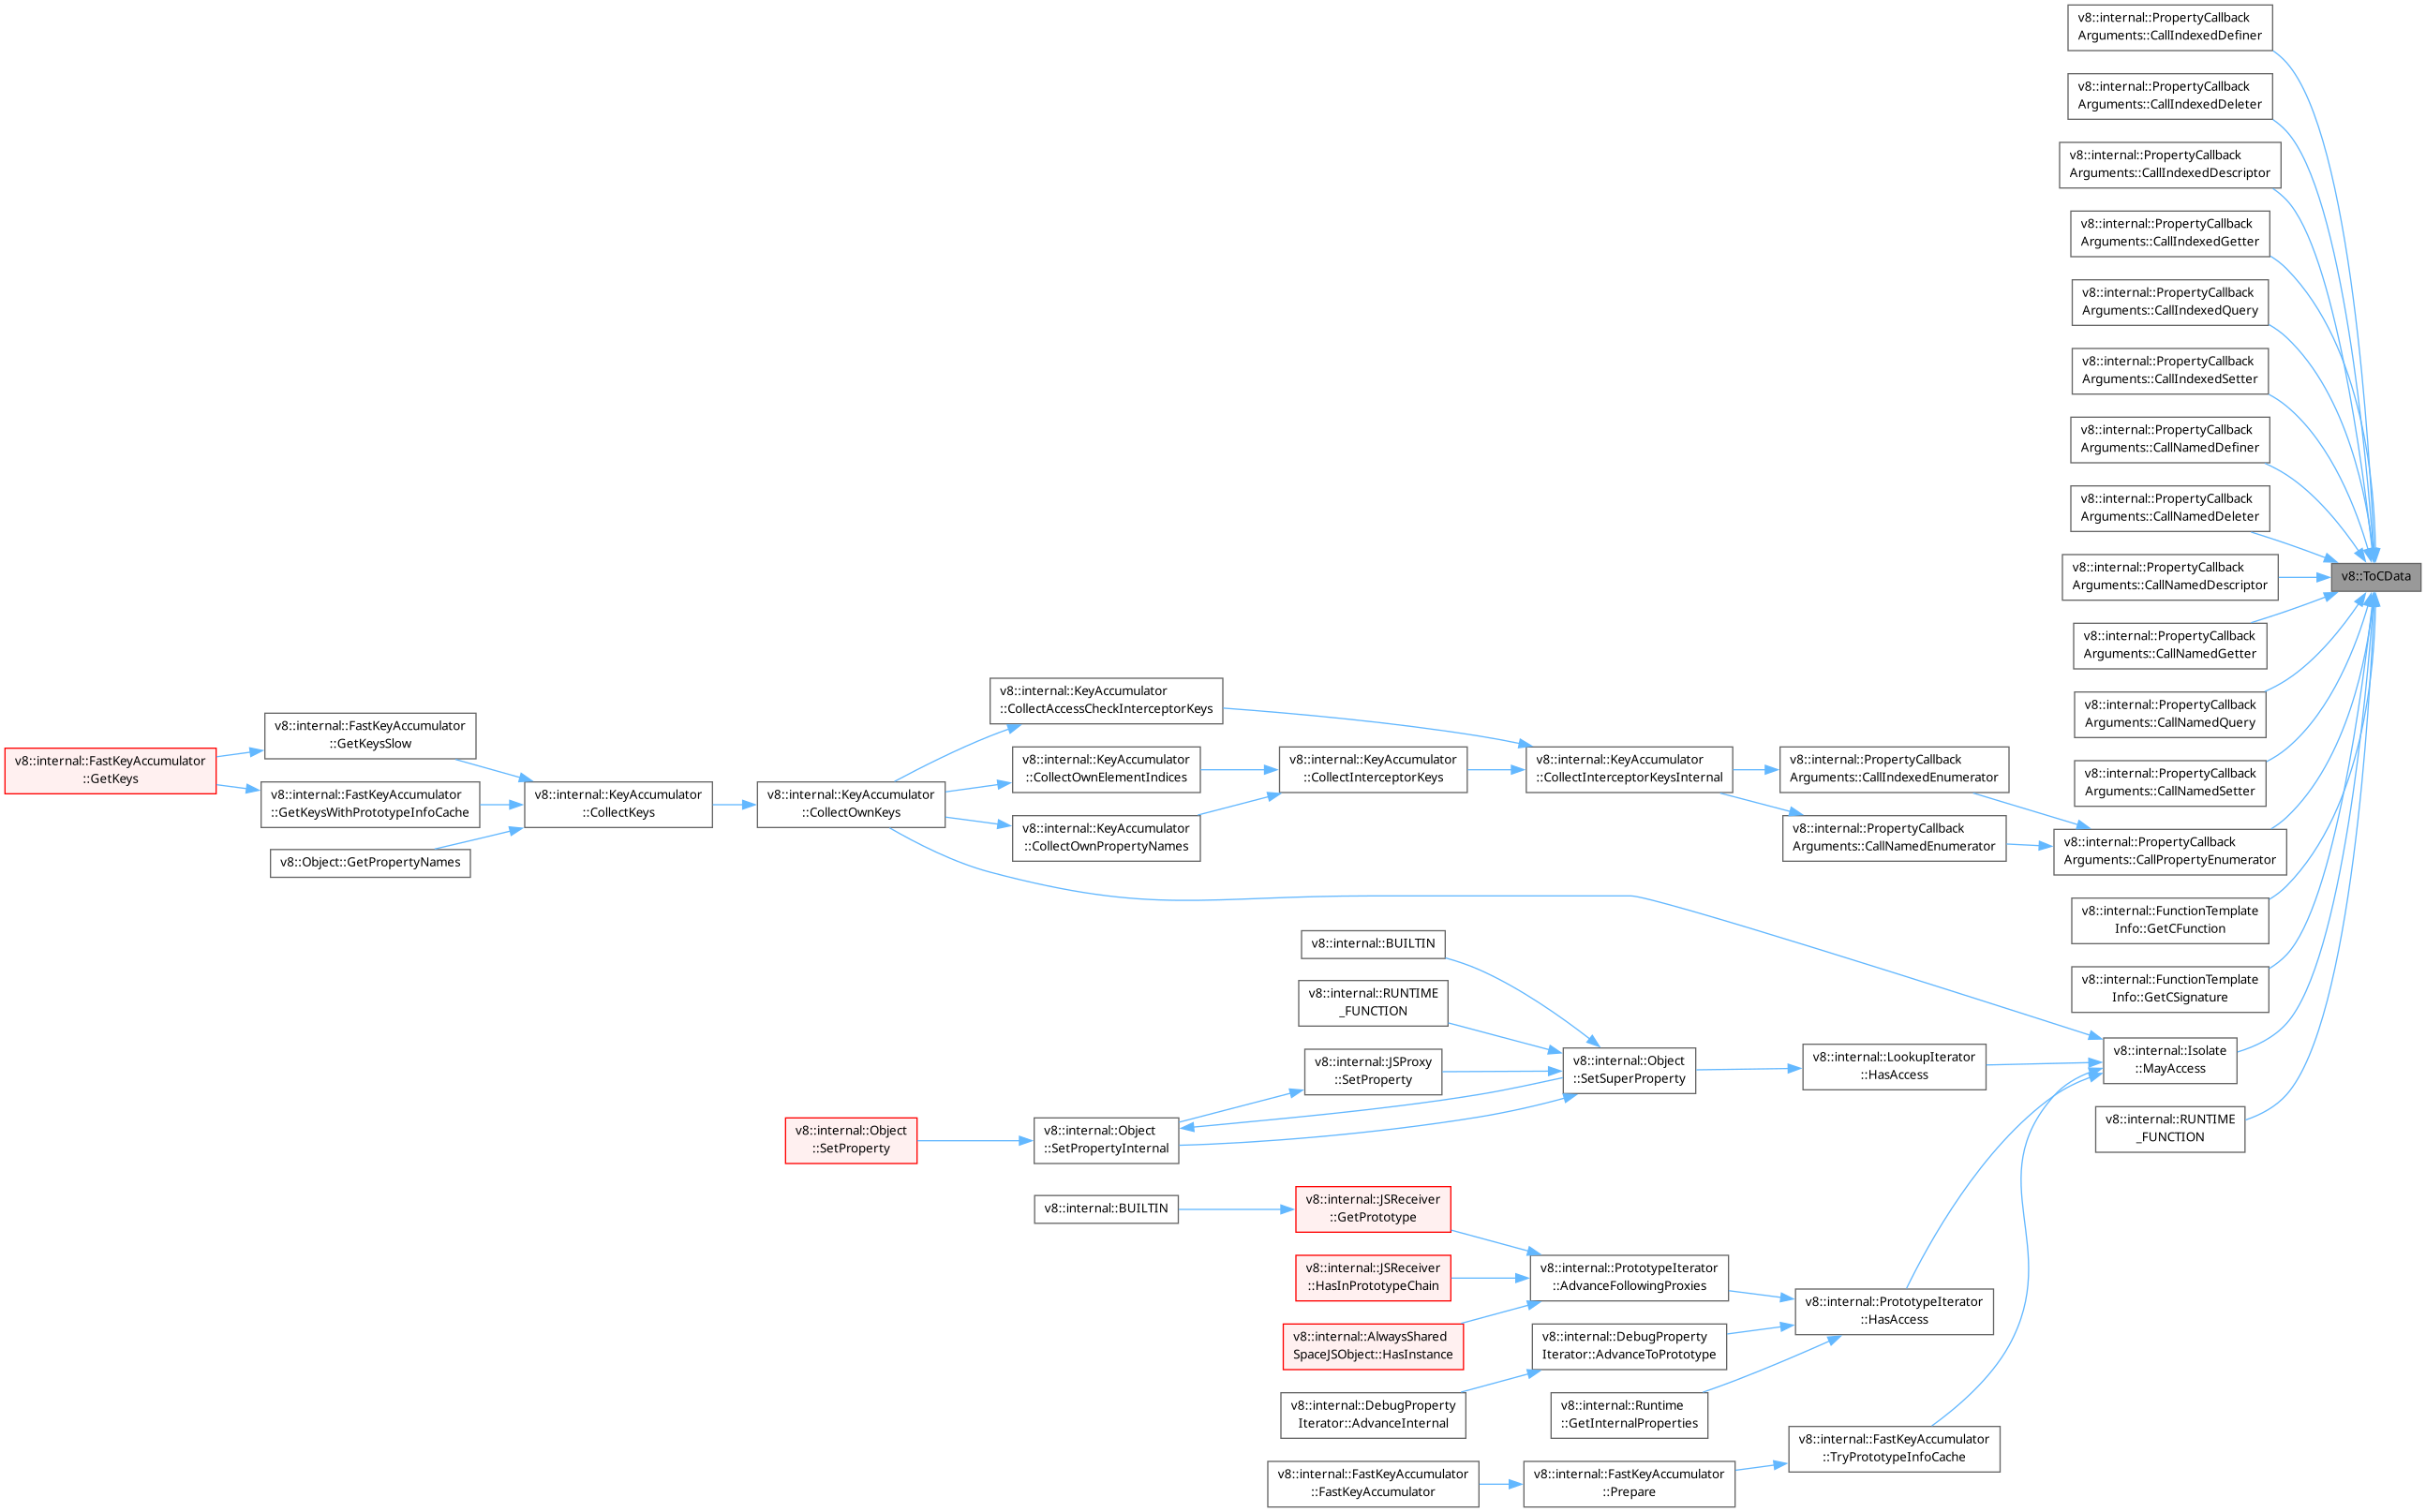 v8::internal::PropertyCallback
Arguments::CallIndexedDefiner
v8::internal::PropertyCallback
Arguments::CallIndexedDeleter
v8::internal::PropertyCallback
Arguments::CallIndexedDescriptor
v8::internal::PropertyCallback
Arguments::CallIndexedGetter
v8::internal::PropertyCallback
Arguments::CallIndexedQuery
v8::internal::PropertyCallback
Arguments::CallIndexedSetter
v8::internal::PropertyCallback
Arguments::CallNamedDefiner
v8::internal::PropertyCallback
Arguments::CallNamedDeleter
v8::internal::PropertyCallback
Arguments::CallNamedDescriptor
v8::ToCData
v8::internal::PropertyCallback
Arguments::CallNamedGetter
v8::internal::PropertyCallback
Arguments::CallNamedQuery
v8::internal::PropertyCallback
Arguments::CallNamedSetter
v8::internal::PropertyCallback
Arguments::CallPropertyEnumerator
v8::internal::FunctionTemplate
Info::GetCFunction
v8::internal::FunctionTemplate
Info::GetCSignature
v8::internal::Isolate
::MayAccess
v8::internal::RUNTIME
_FUNCTION
v8::internal::PropertyCallback
Arguments::CallIndexedEnumerator
v8::internal::PropertyCallback
Arguments::CallNamedEnumerator
v8::internal::KeyAccumulator
::CollectInterceptorKeysInternal
v8::internal::KeyAccumulator
::CollectAccessCheckInterceptorKeys
v8::internal::KeyAccumulator
::CollectInterceptorKeys
v8::internal::KeyAccumulator
::CollectOwnElementIndices
v8::internal::KeyAccumulator
::CollectOwnPropertyNames
v8::internal::KeyAccumulator
::CollectOwnKeys
v8::internal::KeyAccumulator
::CollectKeys
v8::internal::FastKeyAccumulator
::GetKeysSlow
v8::internal::FastKeyAccumulator
::GetKeysWithPrototypeInfoCache
v8::Object::GetPropertyNames
v8::internal::FastKeyAccumulator
::GetKeys
v8::internal::LookupIterator
::HasAccess
v8::internal::Object
::SetSuperProperty
v8::internal::BUILTIN
v8::internal::RUNTIME
_FUNCTION
v8::internal::JSProxy
::SetProperty
v8::internal::Object
::SetPropertyInternal
v8::internal::Object
::SetProperty
v8::internal::PrototypeIterator
::HasAccess
v8::internal::PrototypeIterator
::AdvanceFollowingProxies
v8::internal::JSReceiver
::GetPrototype
v8::internal::BUILTIN
v8::internal::JSReceiver
::HasInPrototypeChain
v8::internal::AlwaysShared
SpaceJSObject::HasInstance
v8::internal::DebugProperty
Iterator::AdvanceToPrototype
v8::internal::DebugProperty
Iterator::AdvanceInternal
v8::internal::Runtime
::GetInternalProperties
v8::internal::FastKeyAccumulator
::TryPrototypeInfoCache
v8::internal::FastKeyAccumulator
::Prepare
v8::internal::FastKeyAccumulator
::FastKeyAccumulator